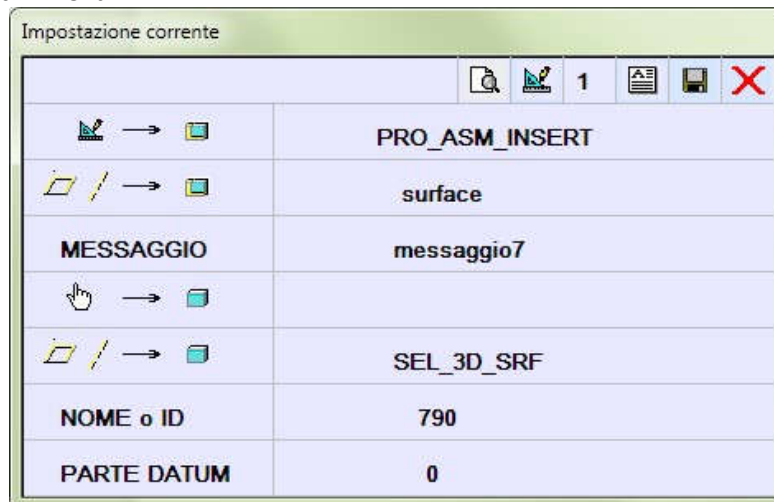 Impostazione corrente
1
PRO_ASM_INSERT
surface
MESSAGGIO messaggio7
SEL_3D_SRF
NOME o ID 790
PARTE DATUM 0